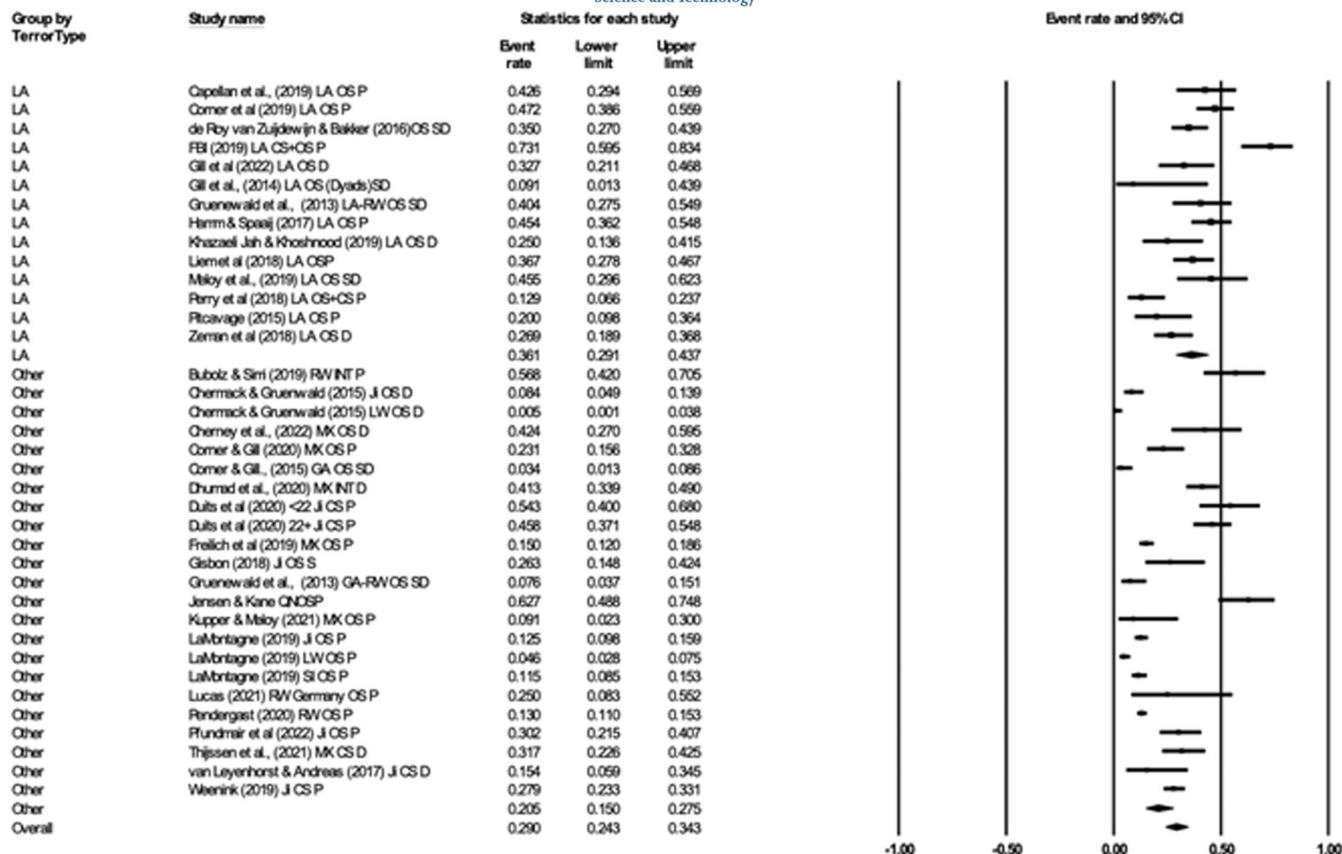 Science and Technology
Group by Study name Statistics for each study Event rate and 95%CI
TerrorType
Event Lower Upper
rate limit limit
LA Capellan et al., (2019) LA OS P 0.426 0.294 0.569
LA Corner et al (2019) LA OS P 0.472 0.386 0.559
LA de Roy van Zuijdewijn & Bakker (2016)OS SD 0.350 0.270 0.439
LA FBI (2019) LA CS+OS P 0.731 0.595 0.834
LA Gill et al (2022) LA OS D 0.327 0.211 0.468
LA Gill et al., (2014) LA OS (Dyads)SD 0.091 0.013 0.439
LA Gruenewald et al., (2013) LA-RW OS SD 0.404 0.275 0.549
LA Hamm & Spaaij (2017) LA OS P 0.454 0.362 0.548
LA Khazaeli Jah & Khoshnood (2019) LA OS D 0.250 0.136 0.415
LA Liem et al (2018) LA OSP 0.367 0.278 0.467
LA Meloy et al., (2019) LA OS SD 0.455 0.296 0.623
LA Perry et al (2018) LA OS+CS P 0.129 0.066 0.237
LA Pitcavage (2015) LA OS P 0.200 0.098 0.364
LA Zeman et al (2018) LA OS D 0.269 0.189 0.368
LA 0.361 0.291 0.437
Other Bubolz & Simi (2019) RW INT P 0.568 0.420 0.705
Other Chermack & Gruenwald (2015) Ji OS D 0.084 0.049 0.139
Other Chermack & Gruenwald (2015) LW OS D 0.005 0.001 0.038
Other Cherney et al., (2022) MX OS D 0.424 0.270 0.595
Other Corner & Gill (2020) MX OS P 0.231 0.156 0.328
Other Corner & Gill., (2015) GA OS SD 0.034 0.013 0.086
Other Dhumad et al., (2020) MX INT D 0.413 0.339 0.490
Other Duits et al (2020) <22 Ji CS P 0.543 0.400 0.680
Other Duits et al (2020) 22+ Ji CS P 0.458 0.371 0.548
Other Freilich et al (2019) MX OS P 0.150 0.120 0.186
Other Gisbon (2018) Ji OS S 0.263 0.148 0.424
Other Gruenewald et al., (2013) GA-RW OS SD 0.076 0.037 0.151
Other Jensen & Kane QNOSP 0.627 0.488 0.748
Other Kupper & Meloy (2021) MX OS P 0.091 0.023 0.300
Other LaMontagne (2019) Ji OS P 0.125 0.098 0.159
Other LaMontagne (2019) LW OS P 0.046 0.028 0.075
Other LaMontagne (2019) SI OS P 0.115 0.085 0.153
Other Lucas (2021) RW Germany OS P 0.250 0.083 0.552
Other Pendergast (2020) RW OS P 0.130 0.110 0.153
Other Pfundmair et al (2022) Ji OS P 0.302 0.215 0.407
Other Thijssen et al., (2021) MX CS D 0.317 0.226 0.425
Other van Leyenhorst & Andreas (2017) Ji CS D 0.154 0.059 0.345
Other Weenink (2019) Ji CS P 0.279 0.233 0.331
Other 0.205 0.150 0.275
Overall 0.290 0.243 0.343
-1.00 -0.50 0.00 0.50 1.00